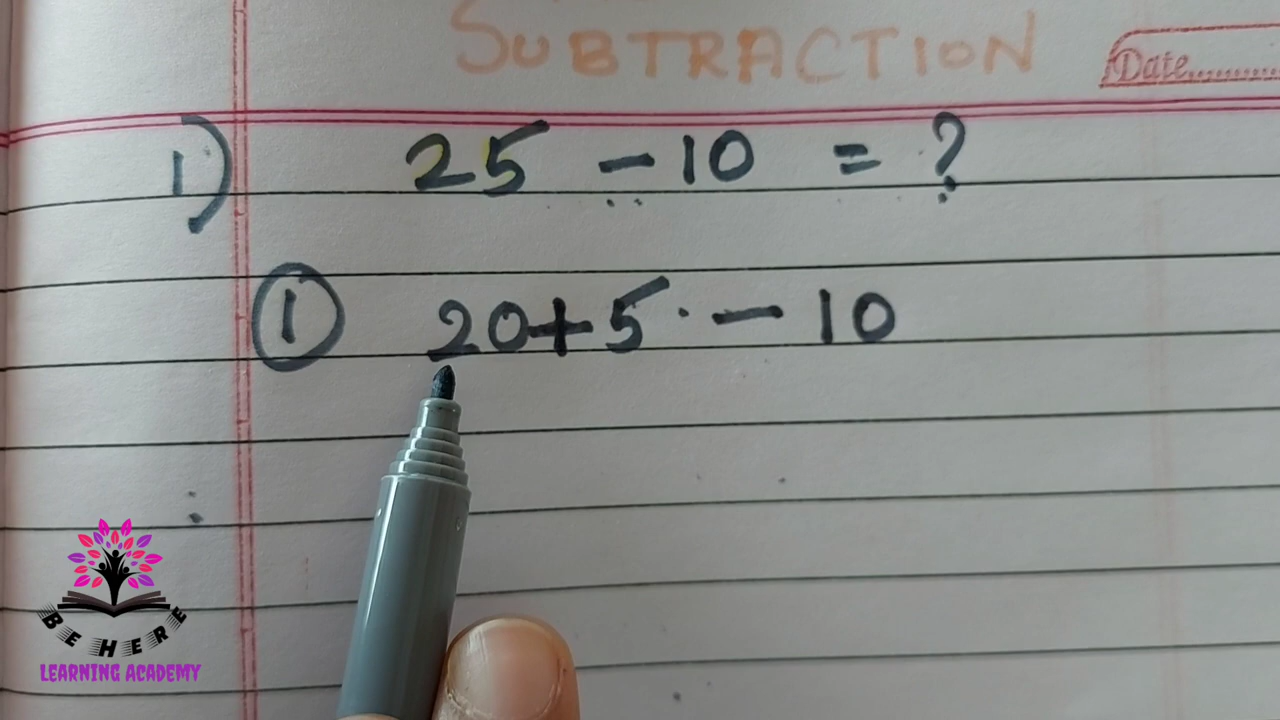 SUBTRACTION
Date
1) 25 - 10 = ?
① 20+5 - 10
BE HERE
LEARNING ACADEMY